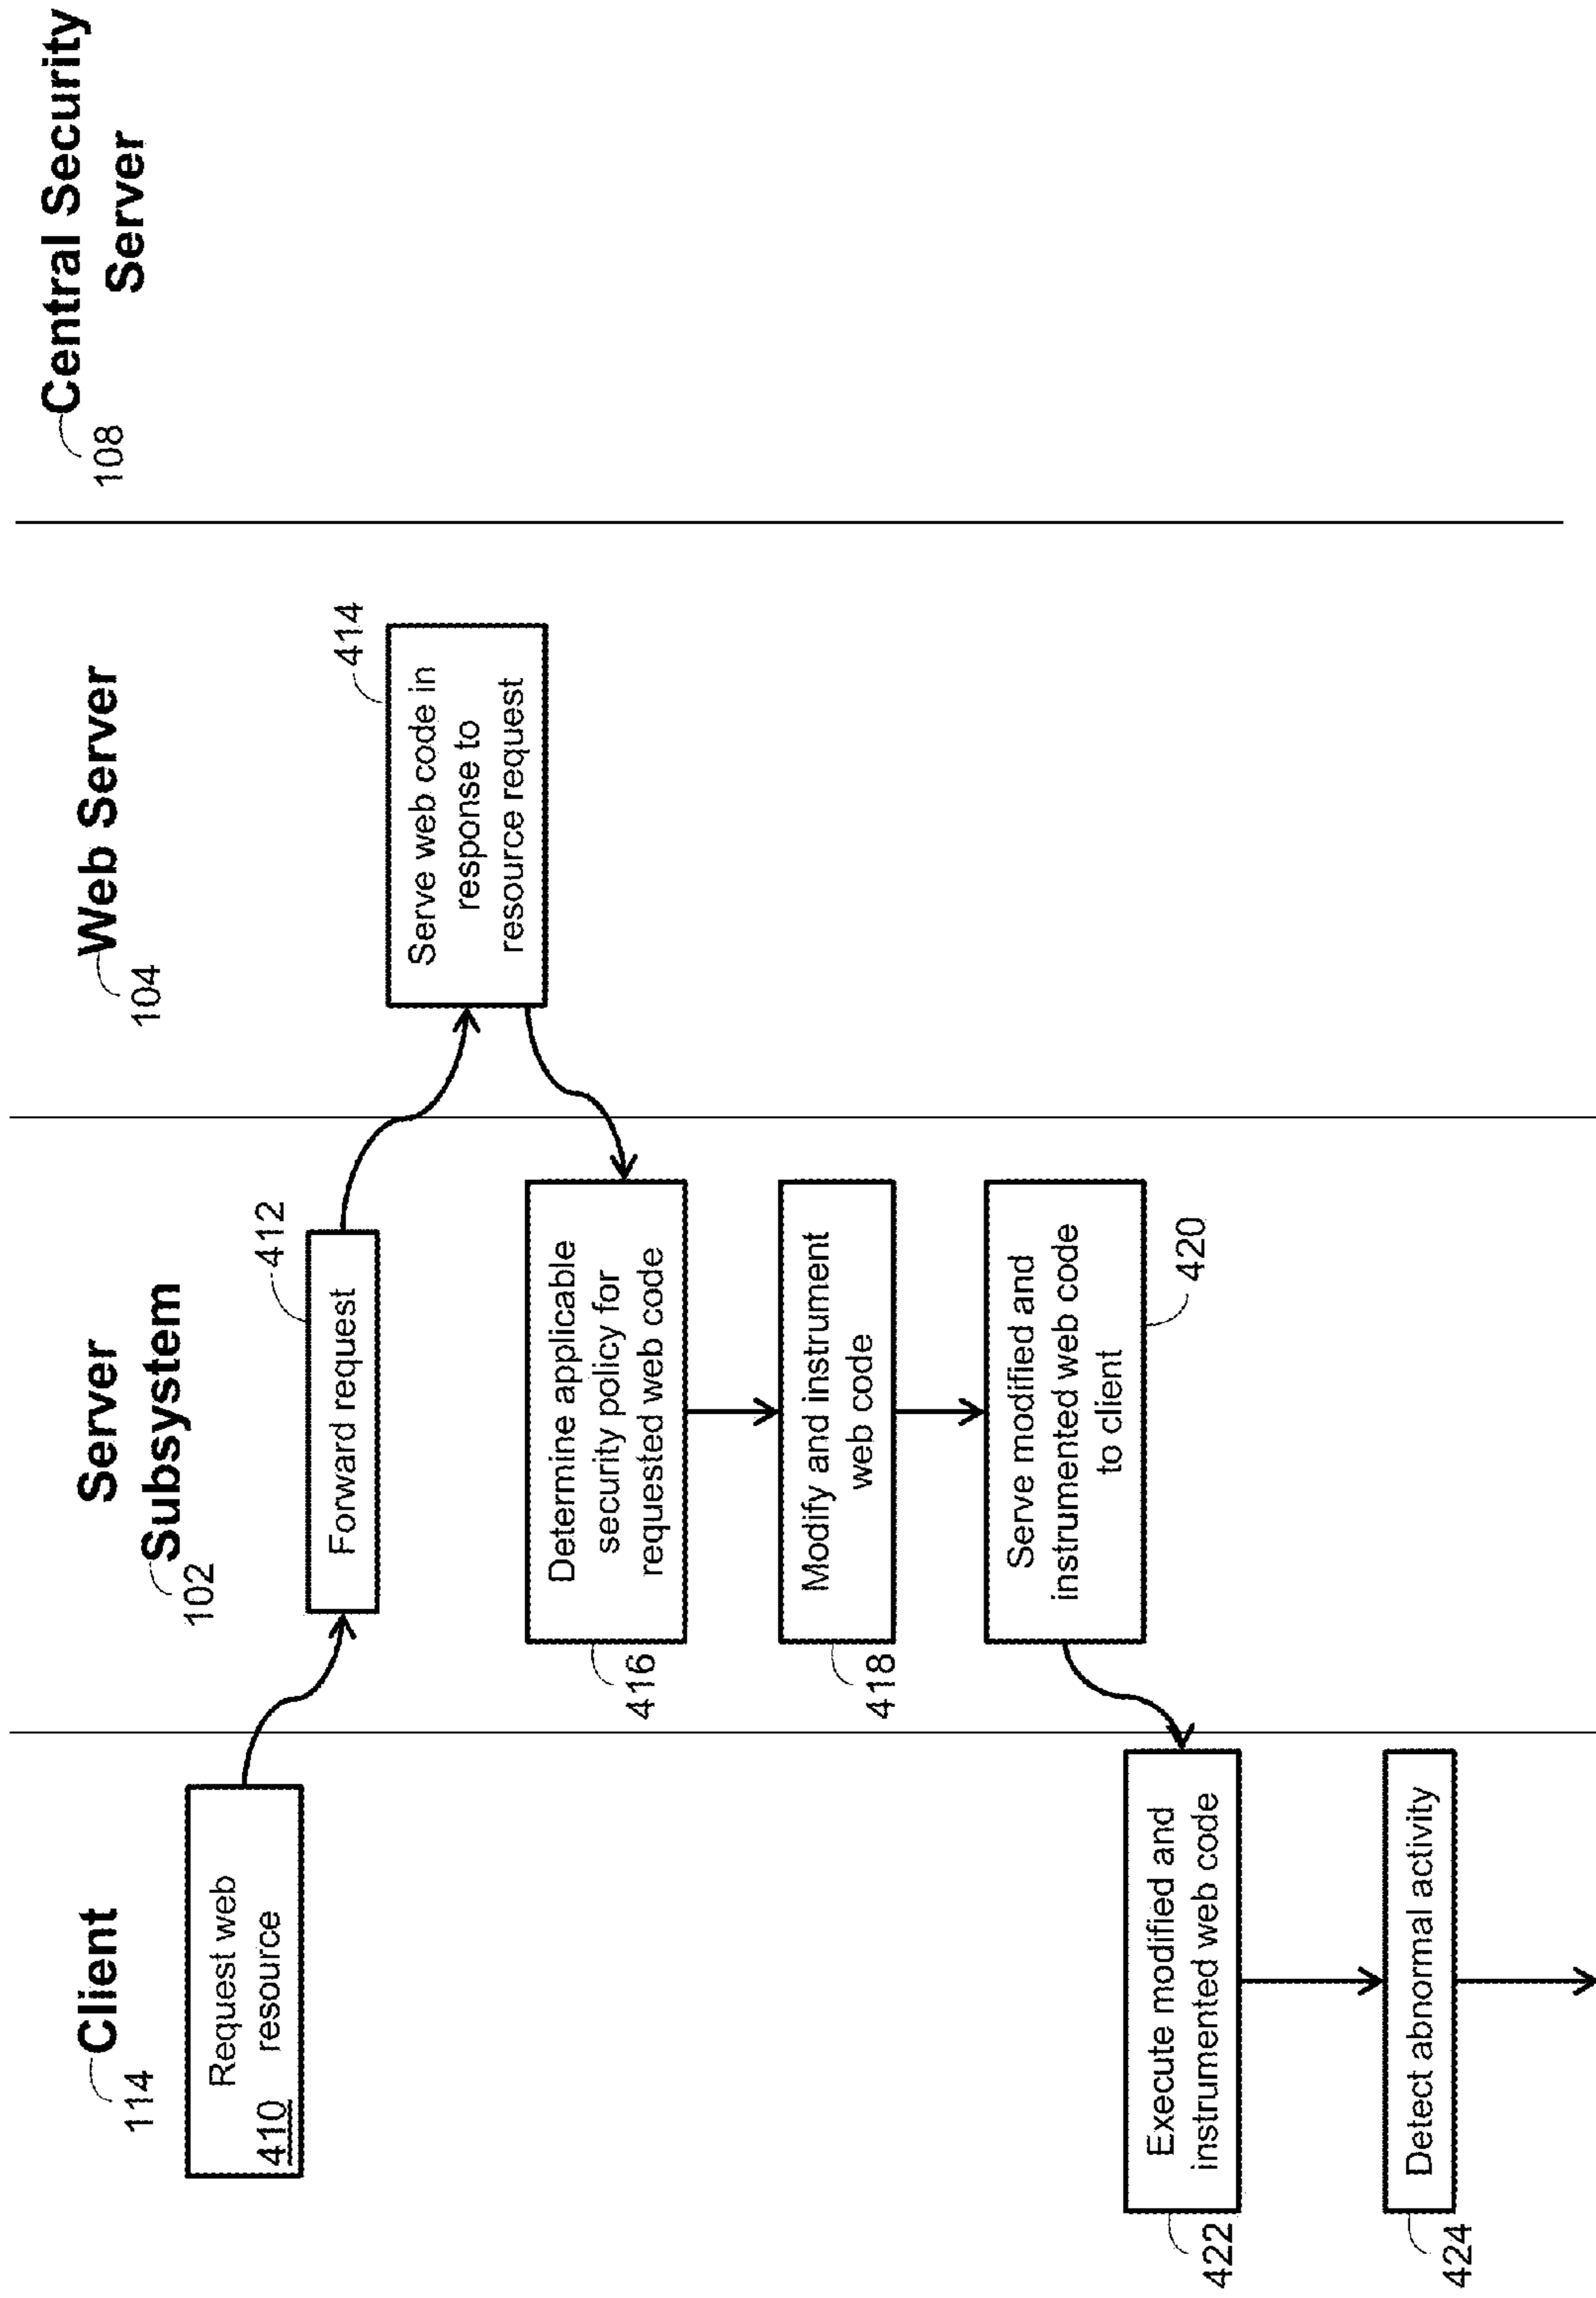 Client
114
Server
Subsystem
102
Web Server
104
Central Security
Server
108
Request web
410 resource
412
Forward request
414
Serve web code in
response to
resource request
Determine applicable
security policy for
requested web code
416
Modify and instrument
web code
418
Serve modified and
instrumented web code
to client
420
Execute modified and
instrumented web code
422
Detect abnormal activity
424